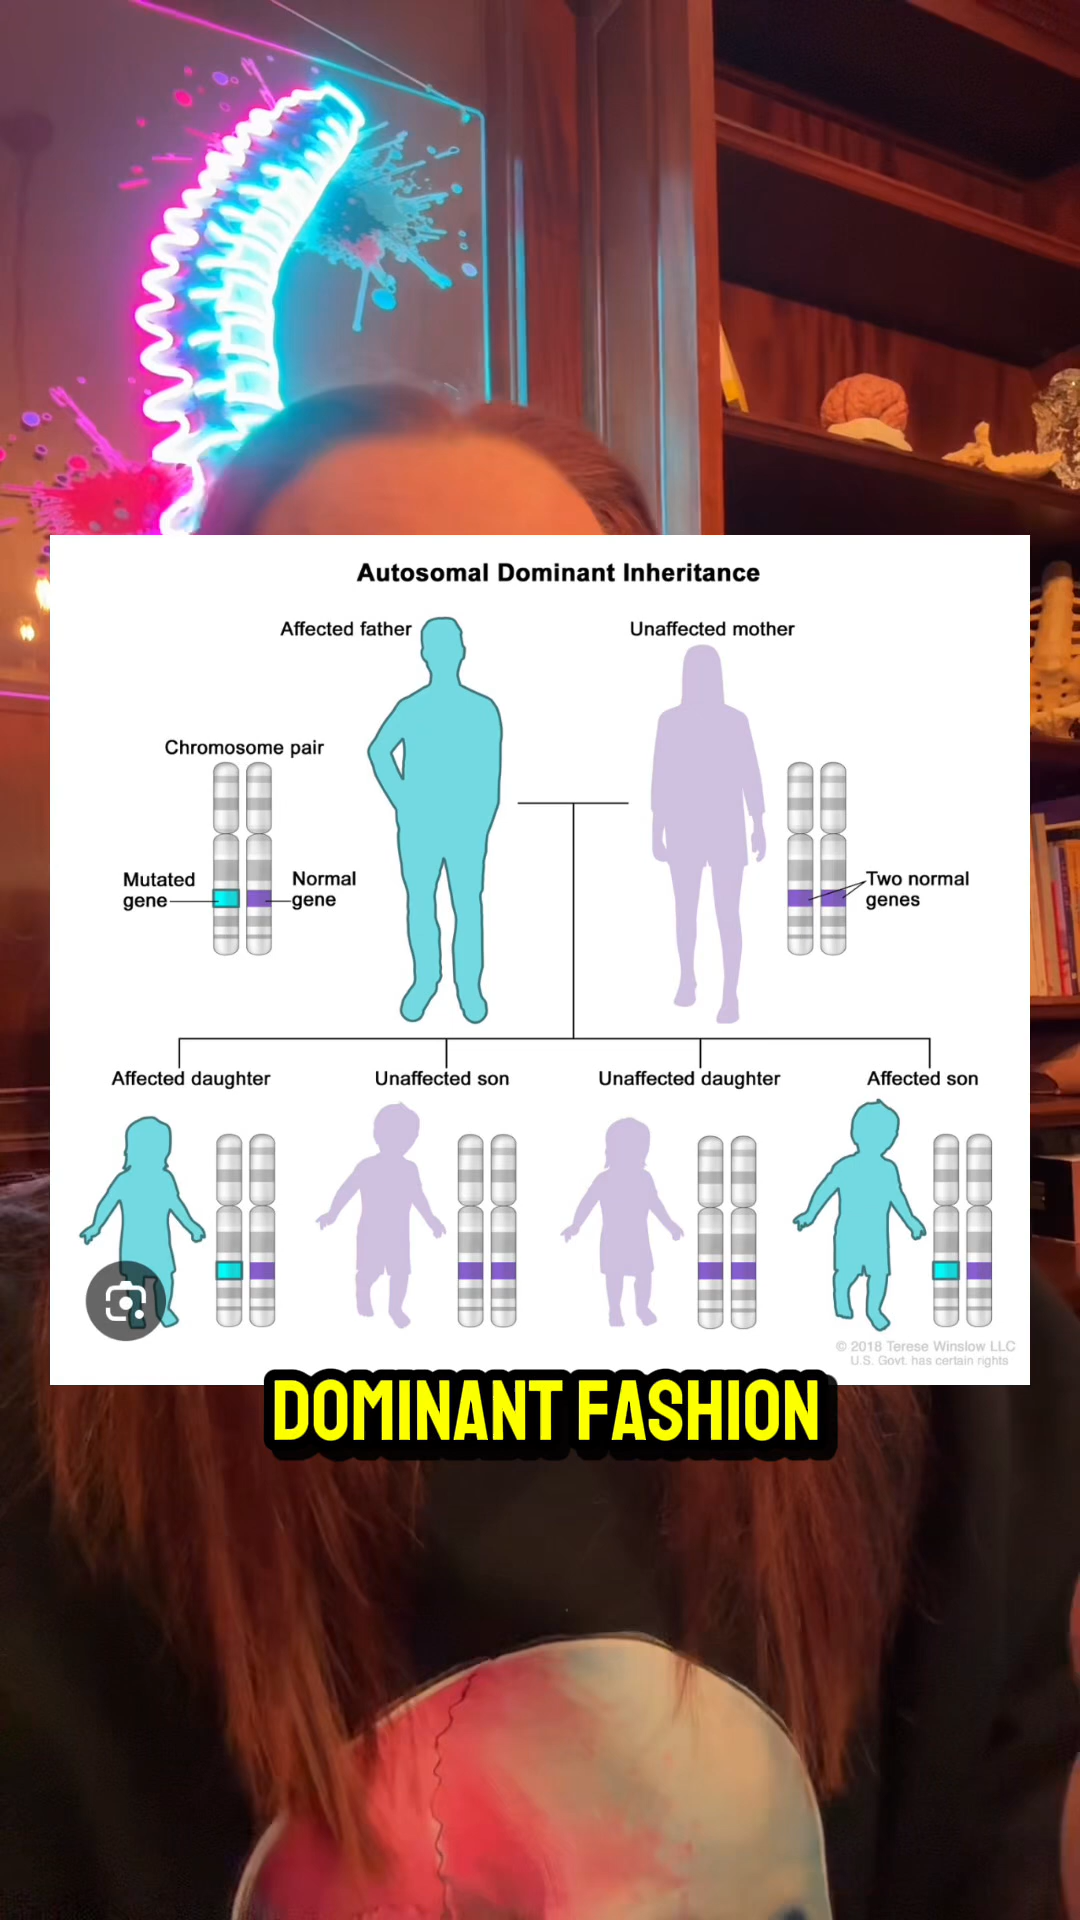 Autosomal Dominant Inheritance
Affected father
Unaffected mother
Chromosome pair
Mutated
gene
Normal
gene
Two normal
genes
Affected daughter
Unaffected son
Unaffected daughter
Affected son
© 2018 Terese Winslow LLC
U.S. Govt. has certain rights
DOMINANT FASHION